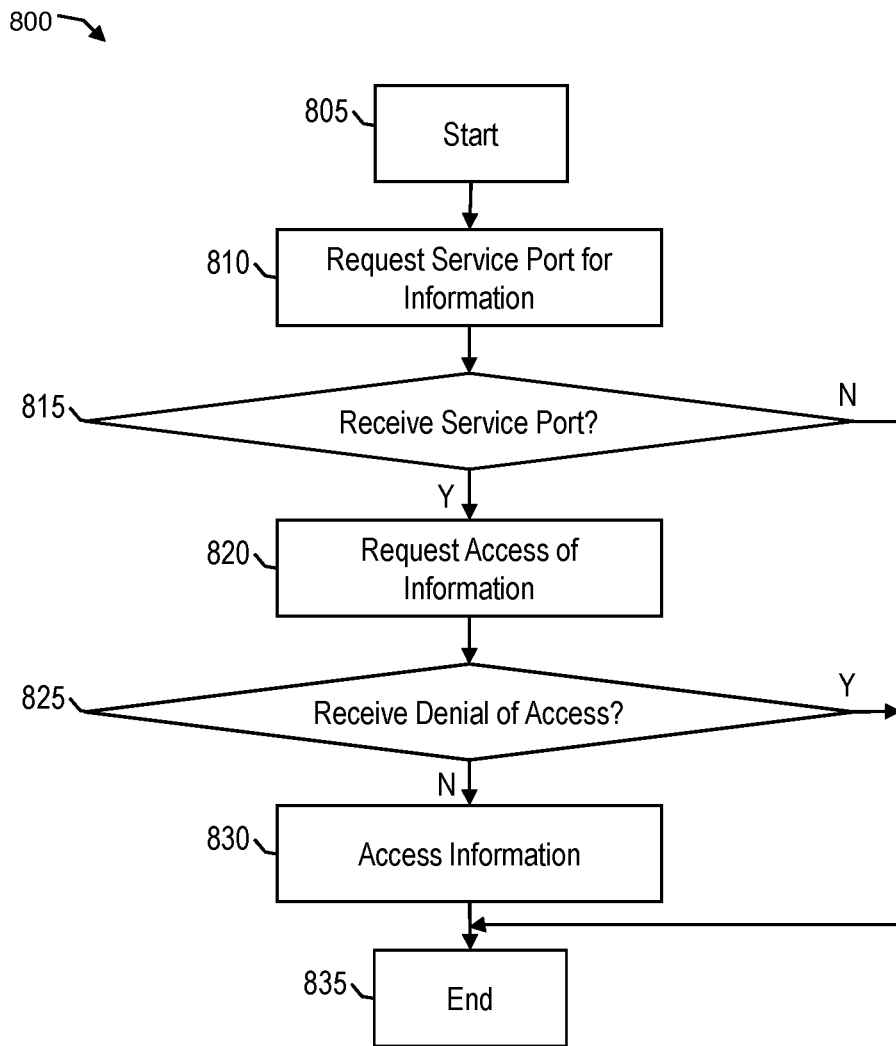 800
805
Start
810
Request Service Port for
Information
815
Receive Service Port?
N
Y
820
Request Access of
Information
825
Receive Denial of Access?
Y
N
830
Access Information
835
End